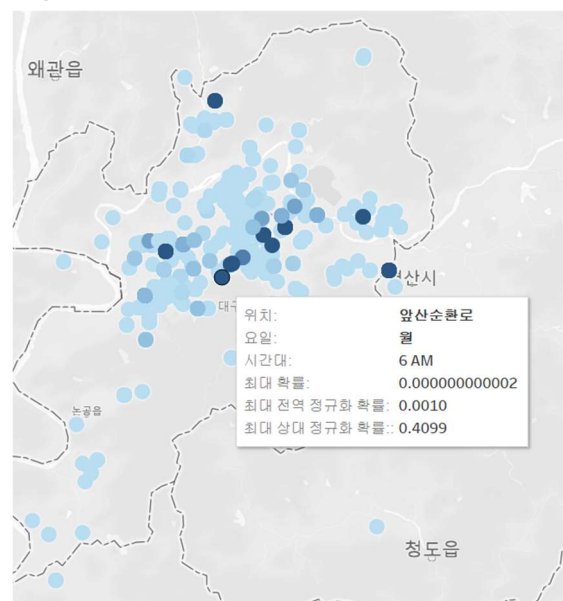 왜관읍
산시
대구
위치: 앞산순환로
요일: 월
시간대: 6 AM
최대 확률: 0.000000000002
최대 전역 정규화 확률: 0.0010
최대 상대 정규화 확률:: 0.4099
논공읍
청도읍